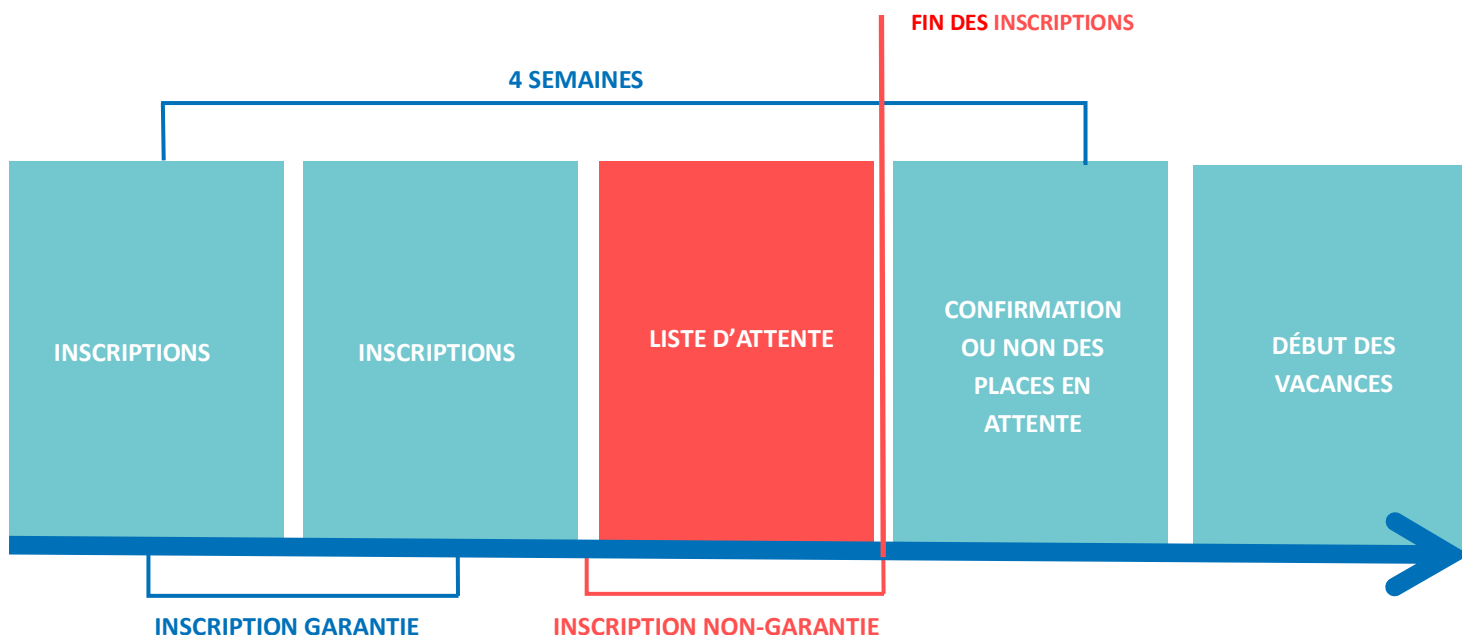 FIN DES INSCRIPTIONS
4 SEMAINES
INSCRIPTIONS
INSCRIPTIONS
LISTE D’ATTENTE
CONFIRMATION
OU NON DES
PLACES EN
ATTENTE
DÉBUT DES
VACANCES
INSCRIPTION GARANTIE
INSCRIPTION NON-GARANTIE